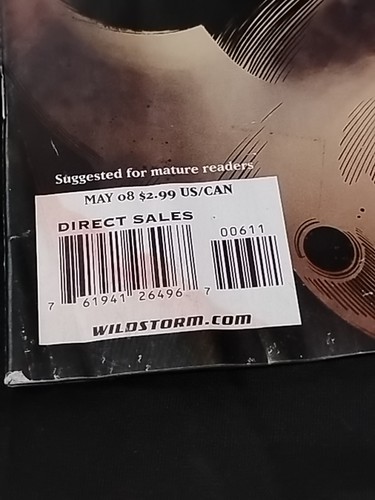 Suggested for mature readers
MAY 08 $2.99 US/CAN
DIRECT SALES
00611
7 61941 26496 7
WILDSTORM.COM